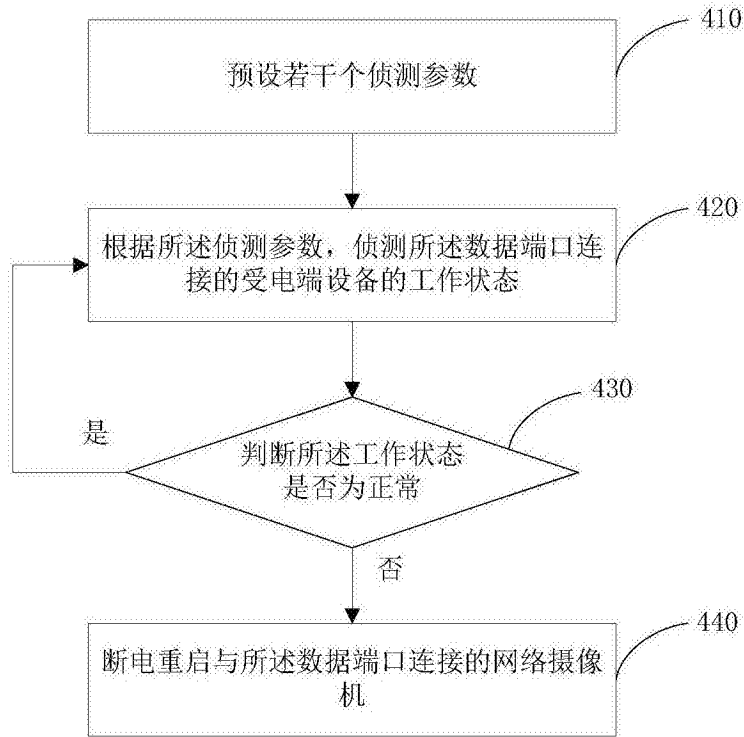 410
预设若干个侦测参数
420
根据所述侦测参数，侦测所述数据端口连
接的受电端设备的工作状态
430
是
判断所述工作状态
是否为正常
否
440
断电重启与所述数据端口连接的网络摄像
机